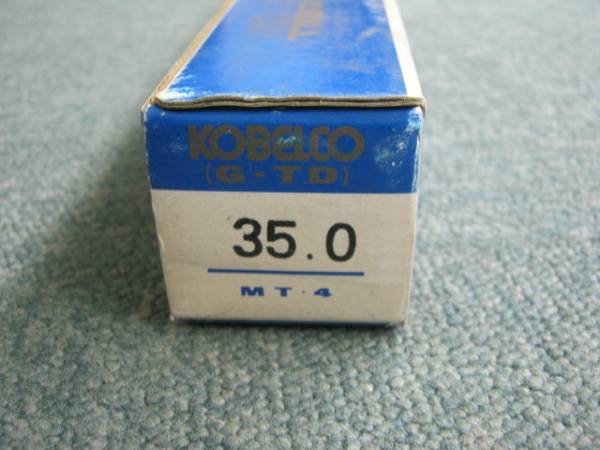 KOBELCO
(G-TD)
35.0
MT・4